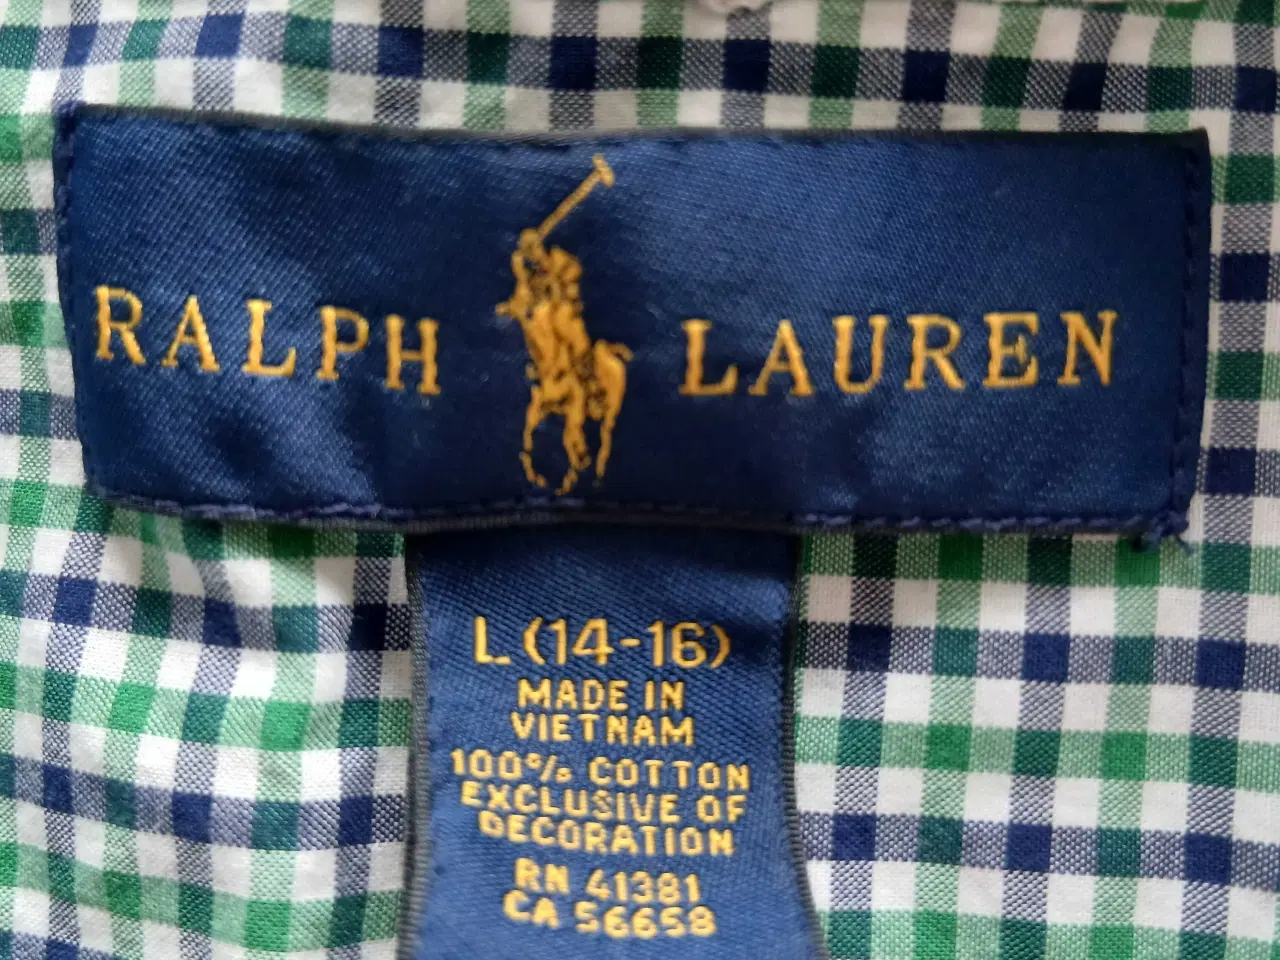 RALPH LAUREN
L (14-16)
MADE IN
VIETNAM
100% COTTON
EXCLUSIVE OF
DECORATION
RN 41381
CA 56658